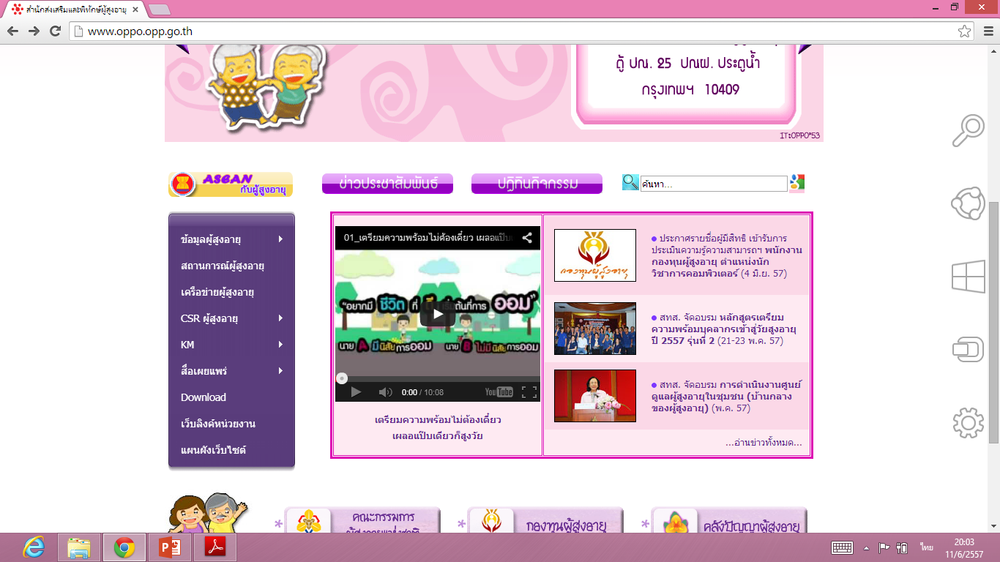 สำนักส่งเสริมและพิทักษ์ผู้สูงอายุ
www.oppo.opp.go.th
ตู้ ปณ. 25 ปณฝ. ประตูน้ำ
กรุงเทพฯ 10409
IT:OPPO'53
ASEAN
กับผู้สูงอายุ
ข่าวประชาสัมพันธ์
ปฏิทินกิจกรรม
ค้นหา...
ข้อมูลผู้สูงอายุ
สถานการณ์ผู้สูงอายุ
เครือข่ายผู้สูงอายุ
CSR ผู้สูงอายุ
KM
สื่อเผยแพร่
Download
เว็บลิงค์หน่วยงาน
แผนผังเว็บไซต์
01_เตรียมความพร้อมไม่ต้องเดี๋ยว เผลอแป๊บ
“อยากมี ชีวิต ที่ ดี เริ่มต้นที่การ ออม”
นาย A มีนิสัยการออม นาย B ไม่มีนิสัยการออม
0:00 / 10:08
YouTube
เตรียมความพร้อมไม่ต้องเดี๋ยว
เผลอแป๊บเดียวก็สูงวัย
กองทุนผู้สูงอายุ
ประกาศรายชื่อผู้มีสิทธิ เข้ารับการ
ประเมินความรู้ความสามารถฯ พนักงาน
กองทุนผู้สูงอายุ ตำแหน่งนัก
วิชาการคอมพิวเตอร์ (4 มิ.ย. 57)
สทส. จัดอบรม หลักสูตรเตรียม
ความพร้อมบุคลากรเข้าสู่วัยสูงอายุ
ปี 2557 รุ่นที่ 2 (21-23 พ.ค. 57)
สทส. จัดอบรม การดำเนินงานศูนย์
ดูแลผู้สูงอายุในชุมชน (บ้านกลาง
ของผู้สูงอายุ) (พ.ค. 57)
...อ่านข่าวทั้งหมด...
คณะกรรมการ
ผู้สูงอายุแห่งชาติ
กองทุนผู้สูงอายุ
คลังปัญญาผู้สูงอายุ
ไทย
20:03
11/6/2557